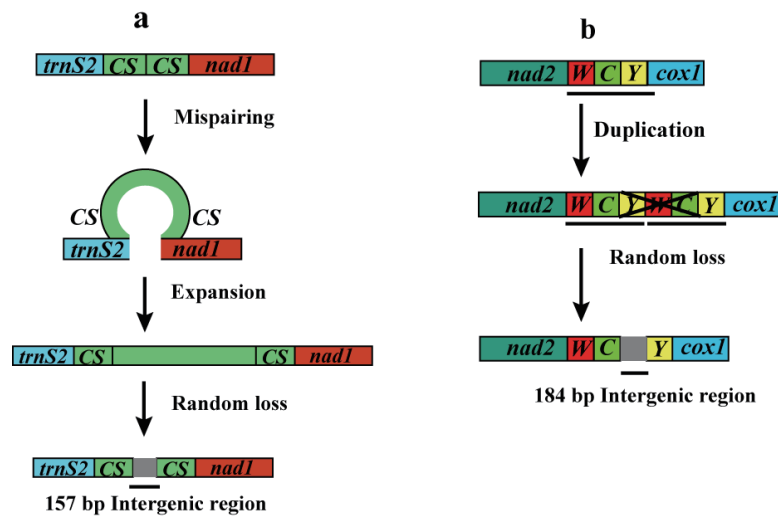 a
trnS2 CS CS nad1
Mispairing
CS CS
trnS2 nad1
Expansion
trnS2 CS CS nad1
Random loss
trnS2 CS CS nad1
157 bp Intergenic region
b
nad2 W C Y cox1
Duplication
nad2 W C Y W C Y cox1
Random loss
nad2 W C Y cox1
184 bp Intergenic region